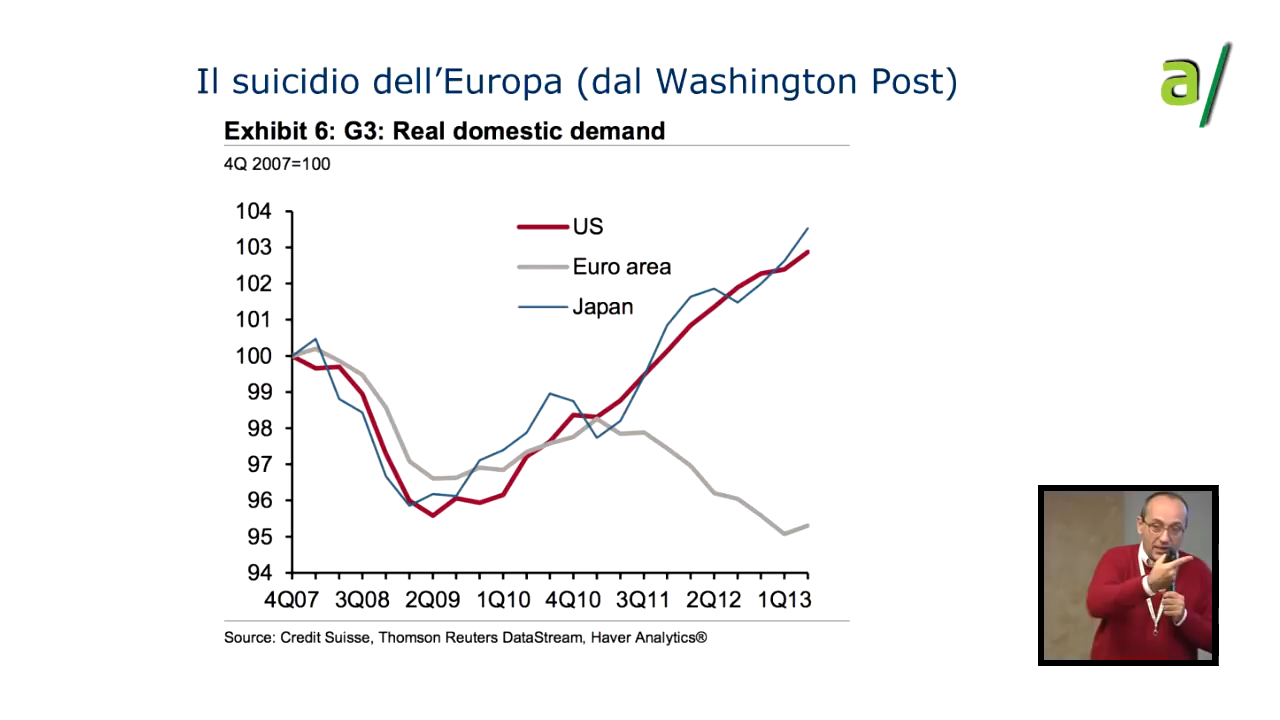 Il suicidio dell'Europa (dal Washington Post)
a/
Exhibit 6: G3: Real domestic demand
4Q 2007=100
104
103
102
101
100
99
98
97
96
95
94
US
Euro area
Japan
4Q07 3Q08 2Q09 1Q10 4Q10 3Q11 2Q12 1Q13
Source: Credit Suisse, Thomson Reuters DataStream, Haver Analytics®